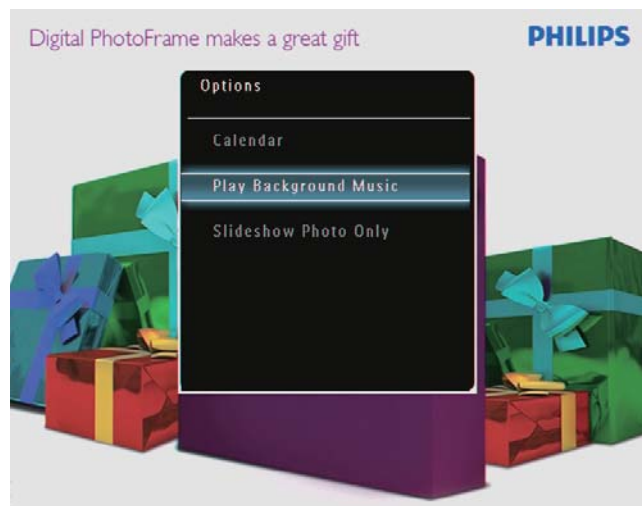 Digital PhotoFrame makes a great gift
PHILIPS
Options
Calendar
Play Background Music
Slideshow Photo Only